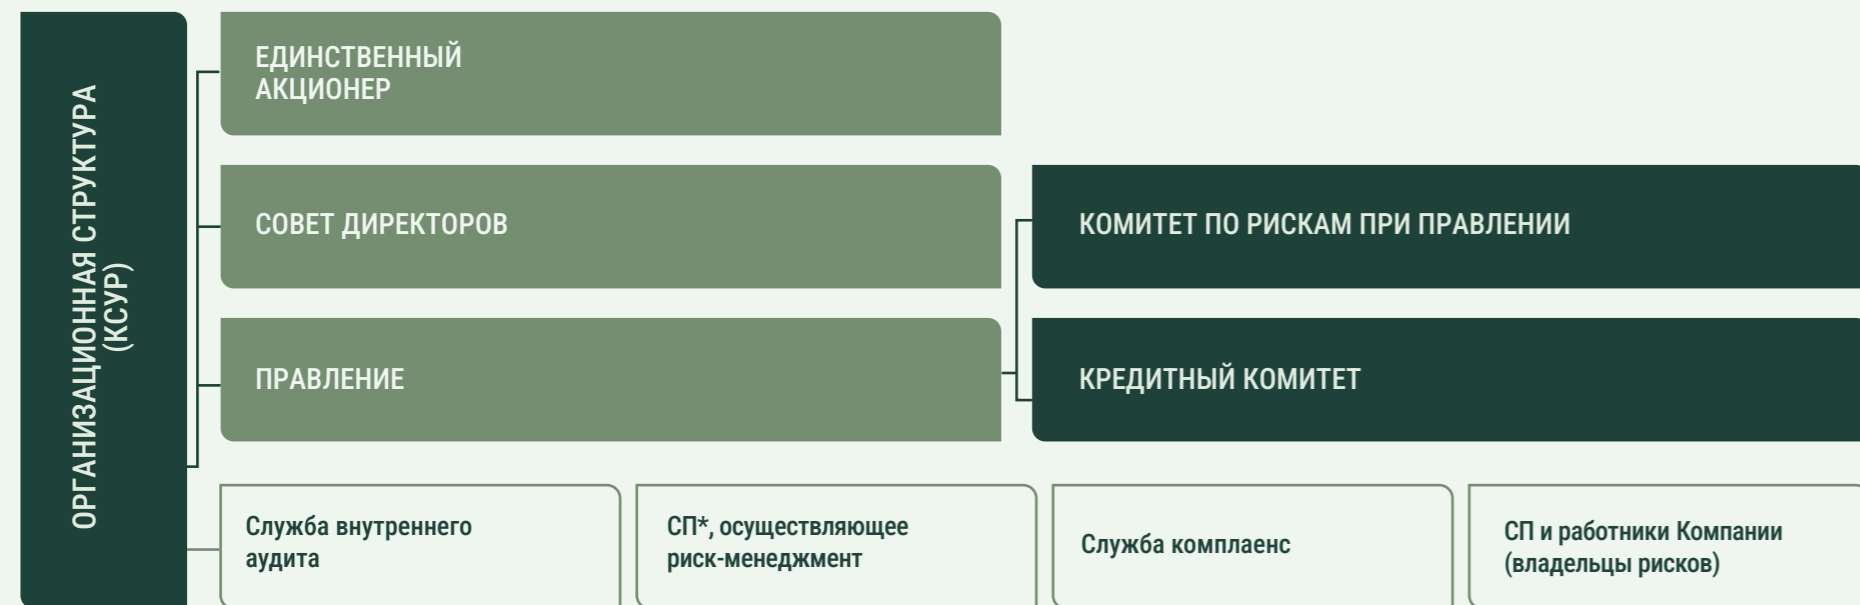 ОРГАНИЗАЦИОННАЯ СТРУКТУРА
(КСУР)
ЕДИНСТВЕННЫЙ
АКЦИОНЕР
СОВЕТ ДИРЕКТОРОВ
КОМИТЕТ ПО РИСКАМ ПРИ ПРАВЛЕНИИ
ПРАВЛЕНИЕ
КРЕДИТНЫЙ КОМИТЕТ
Служба внутреннего
аудита
СП*, осуществляющее
риск-менеджмент
Служба комплаенс
СП и работники Компании
(владельцы рисков)